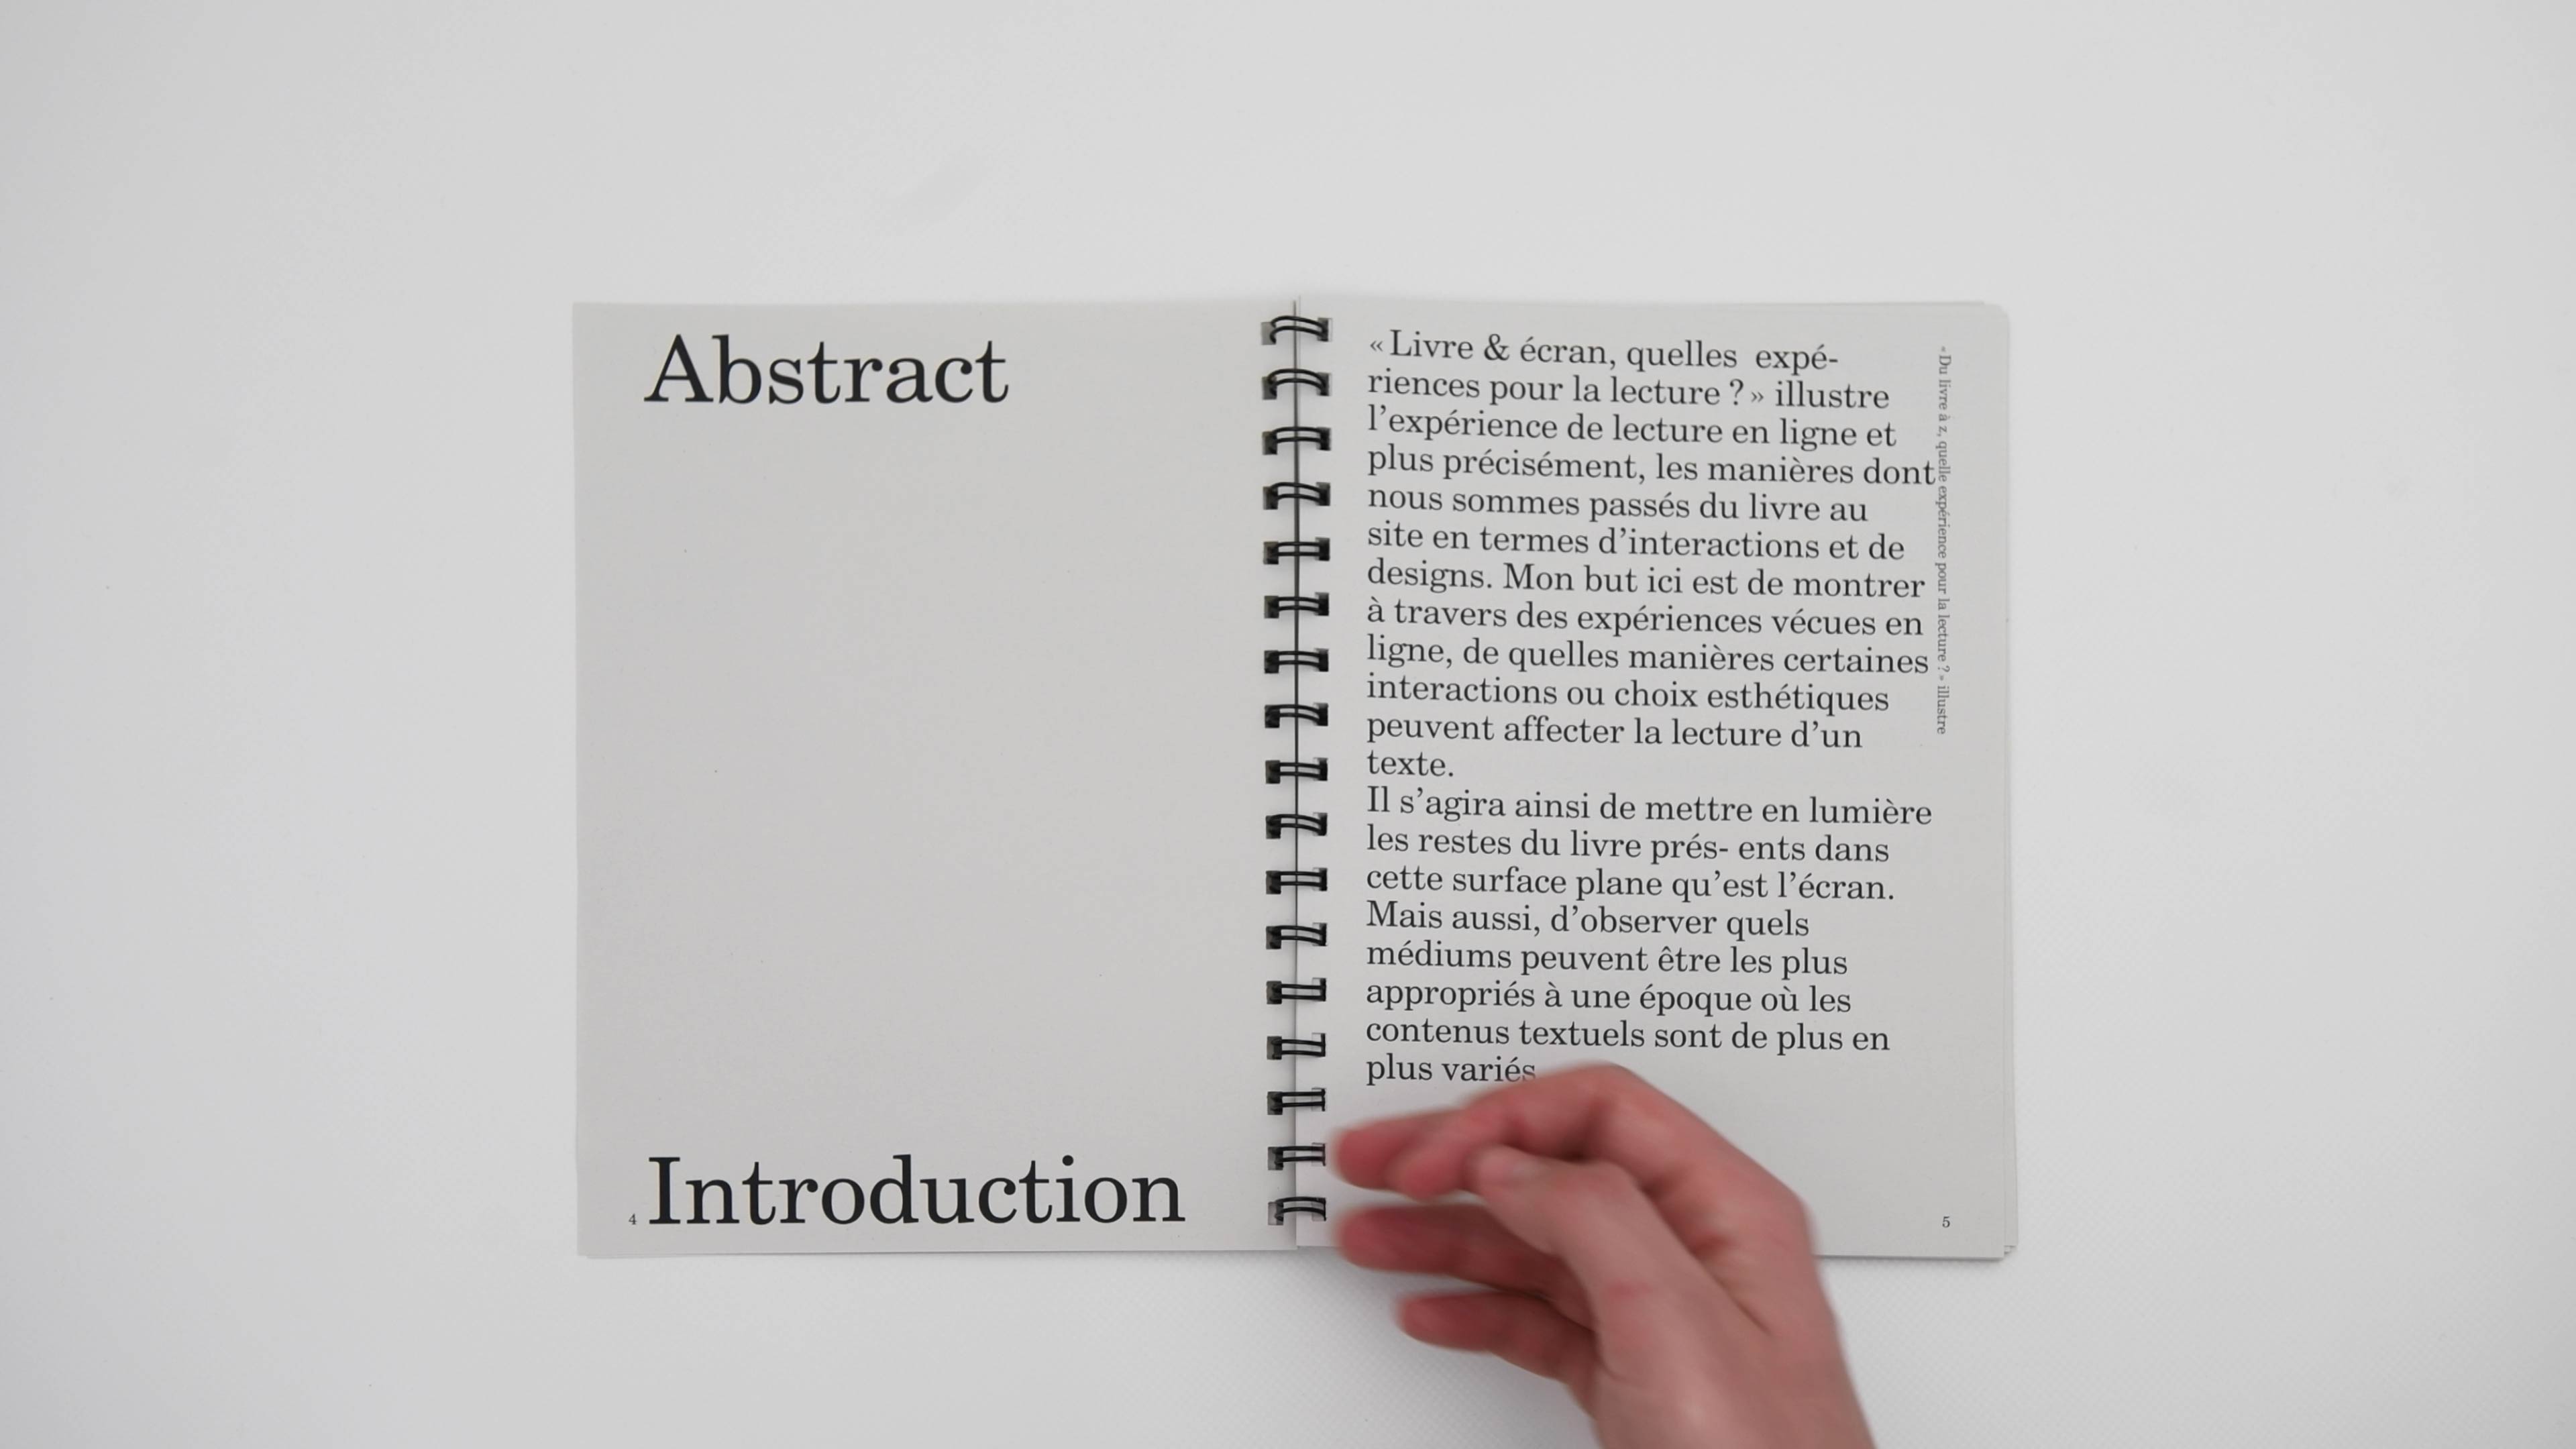 Abstract
Introduction
4
« Livre & écran, quelles expé-
riences pour la lecture ? » illustre
l’expérience de lecture en ligne et
plus précisément, les manières dont
nous sommes passés du livre au
site en termes d’interactions et de
designs. Mon but ici est de montrer
à travers des expériences vécues en
ligne, de quelles manières certaines
interactions ou choix esthétiques
peuvent affecter la lecture d’un
texte.
Il s’agira ainsi de mettre en lumière
les restes du livre prés- ents dans
cette surface plane qu’est l’écran.
Mais aussi, d’observer quels
médiums peuvent être les plus
appropriés à une époque où les
contenus textuels sont de plus en
plus variés
« Du livre à z, quelle expérience pour la lecture ? » illustre
5